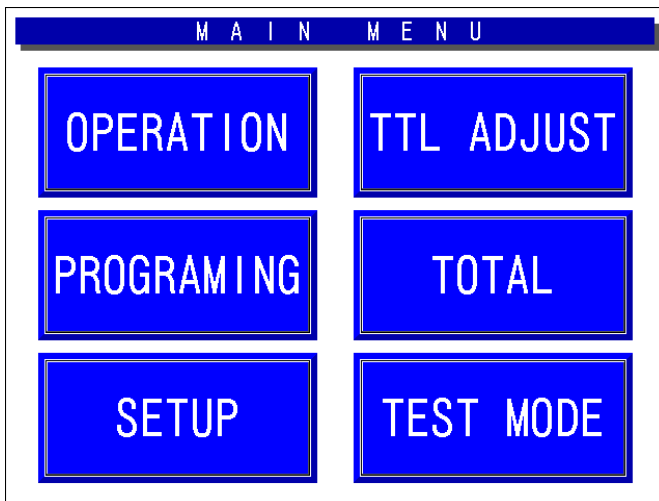 MAIN MENU
OPERATION
TTL ADJUST
PROGRAMING
TOTAL
SETUP
TEST MODE